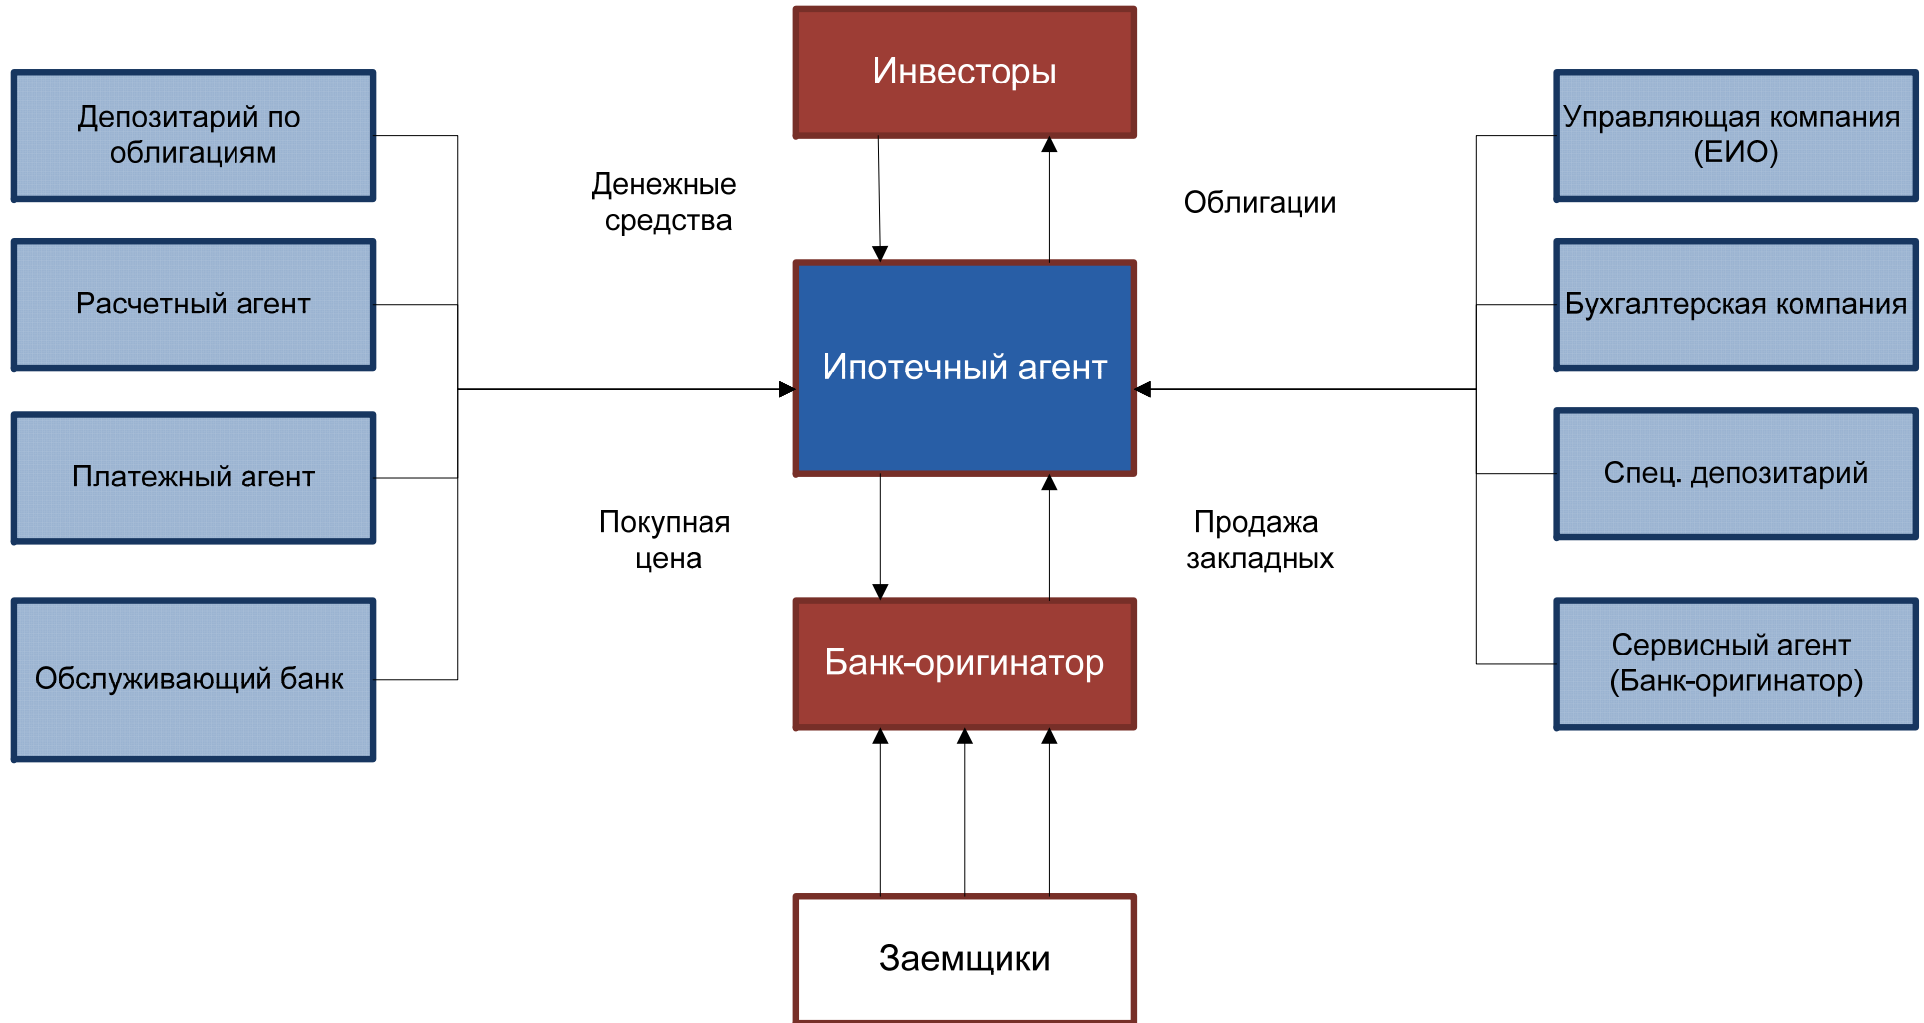 Инвесторы
Депозитарий по
облигациям
Управляющая компания
(ЕИО)
Денежные
средства
Облигации
Расчетный агент
Ипотечный агент
Бухгалтерская компания
Платежный агент
Спец. депозитарий
Покупная
цена
Продажа
закладных
Обслуживающий банк
Банк-оригинатор
Сервисный агент
(Банк-оригинатор)
Заемщики